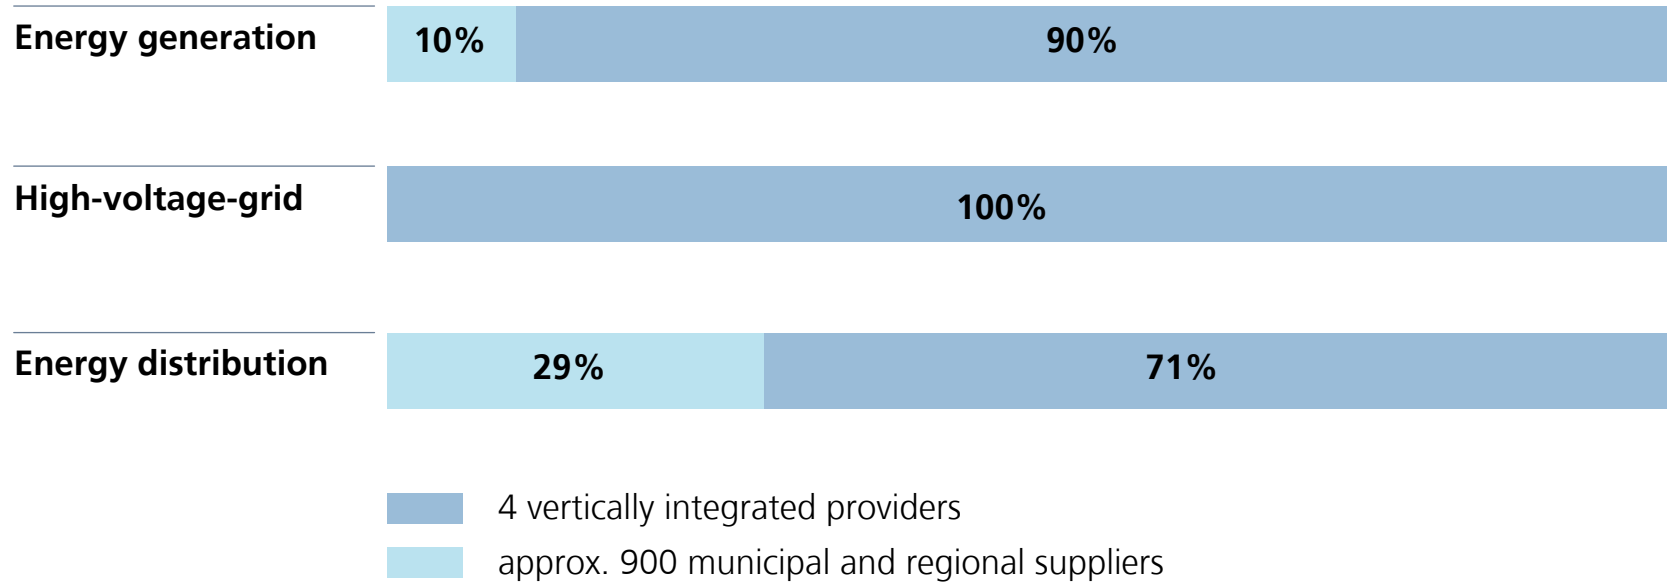 Energy generation
10%
90%
High-voltage-grid
100%
Energy distribution
29%
71%
4 vertically integrated providers
approx. 900 municipal and regional suppliers